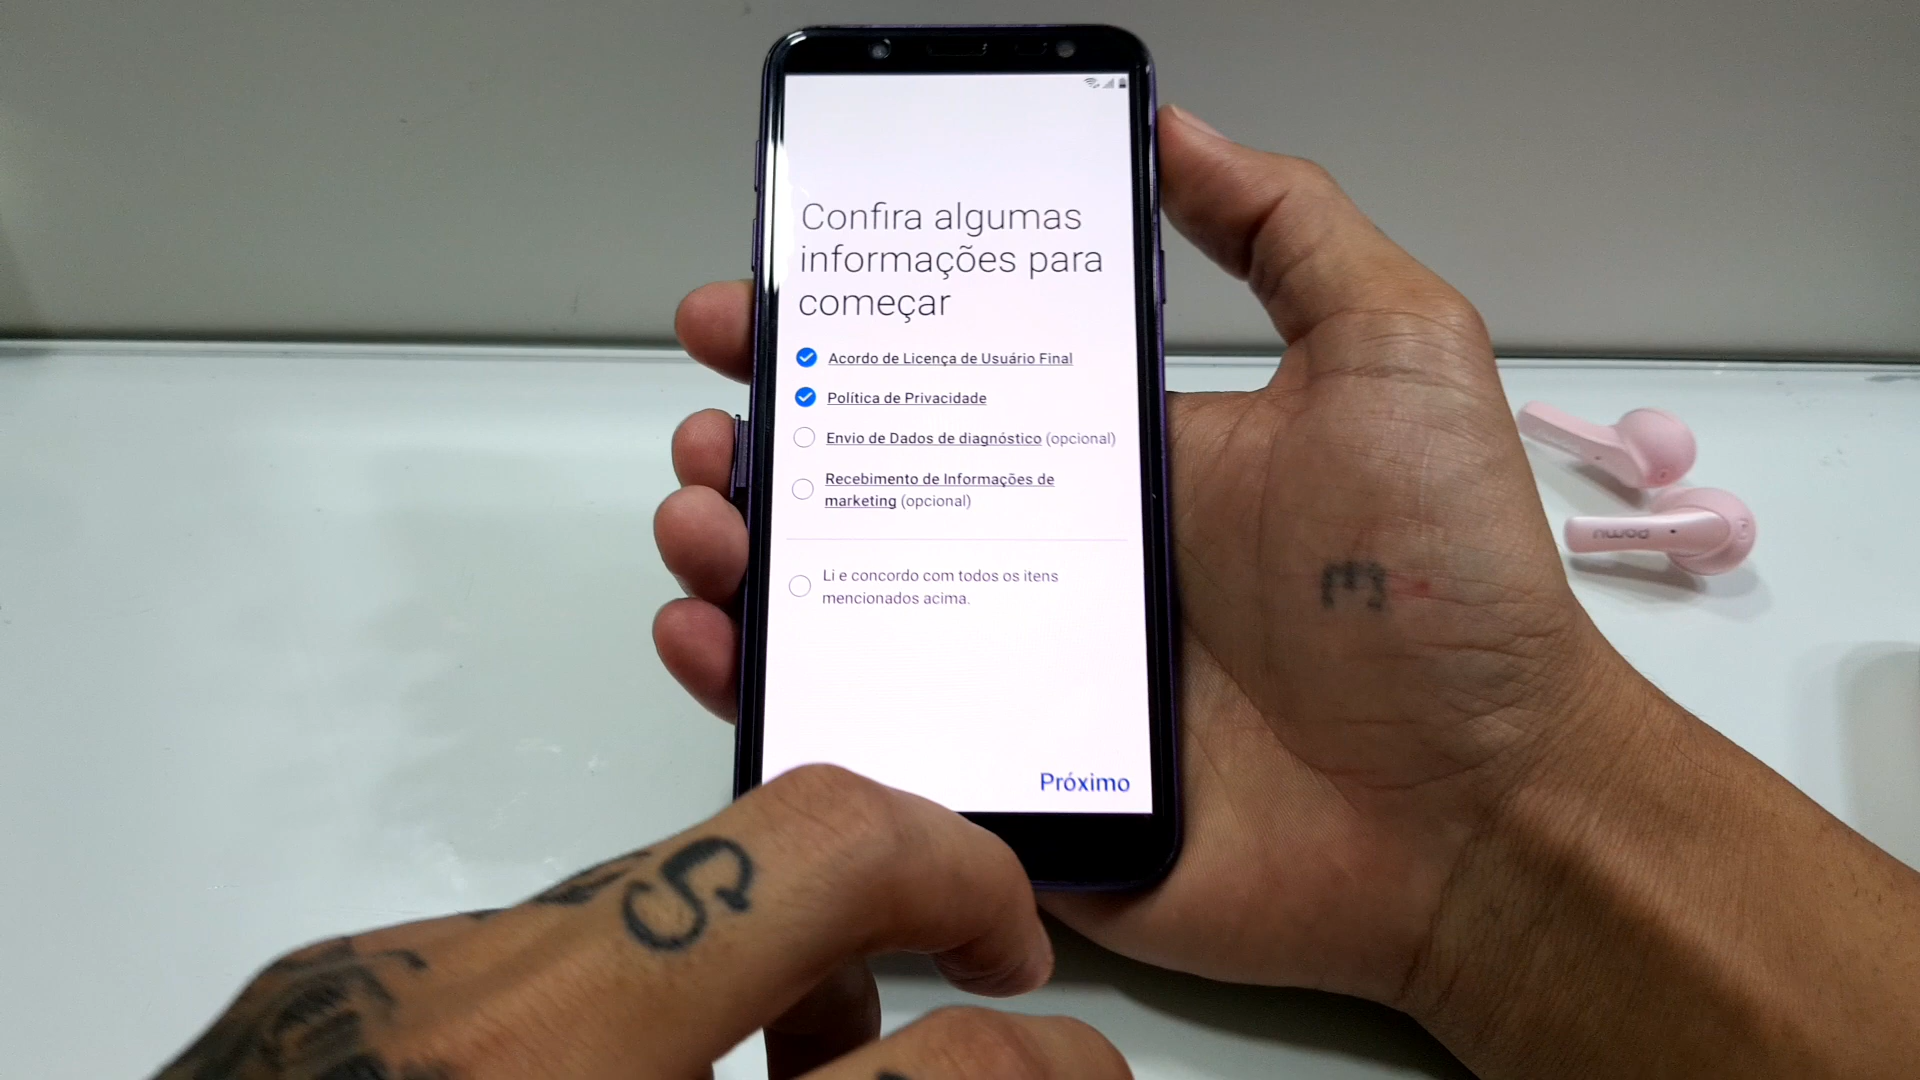 Confira algumas
informações para
começar
Acordo de Licença de Usuário Final
Política de Privacidade
Envio de Dados de diagnóstico (opcional)
Recebimento de Informações de
marketing (opcional)
Li e concordo com todos os itens
mencionados acima.
Próximo
pamu